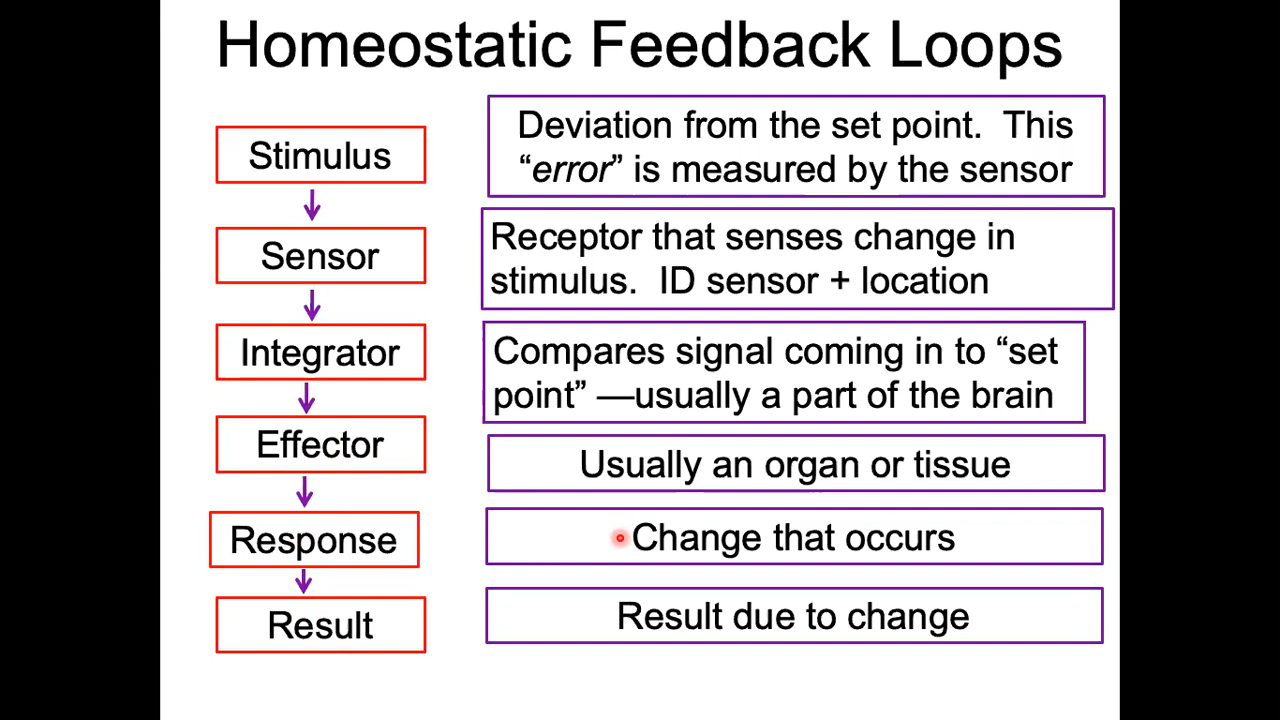 Homeostatic Feedback Loops
Stimulus
Deviation from the set point.  This
“error” is measured by the sensor
Sensor
Receptor that senses change in
stimulus.  ID sensor + location
Integrator
Compares signal coming in to “set
point” —usually a part of the brain
Effector
Usually an organ or tissue
Response
Change that occurs
Result
Result due to change